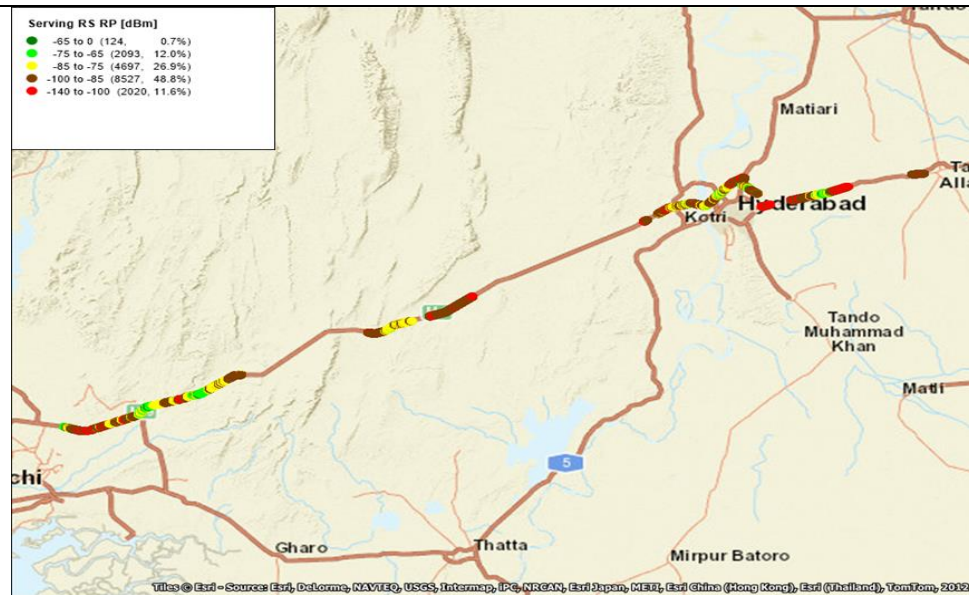 Serving RS RP [dBm]
-65 to 0 (124, 0.7%)
-75 to -65 (2093, 12.0%)
-85 to -75 (4697, 26.9%)
-100 to -85 (8527, 48.8%)
-140 to -100 (2020, 11.6%)
Matiari
Hyderabad
Kotri
Ta
Alla
Tando
Muhammad
Khan
Matli
5
chi
Gharo
Thatta
Mirpur Batoro
Tiles © Esri - Source: Esri, DeLorme, NAVTEQ, USGS, Intermap, iPC, NRCAN, Esri Japan, METI, Esri China (Hong Kong), Esri (Thailand), TomTom, 2012